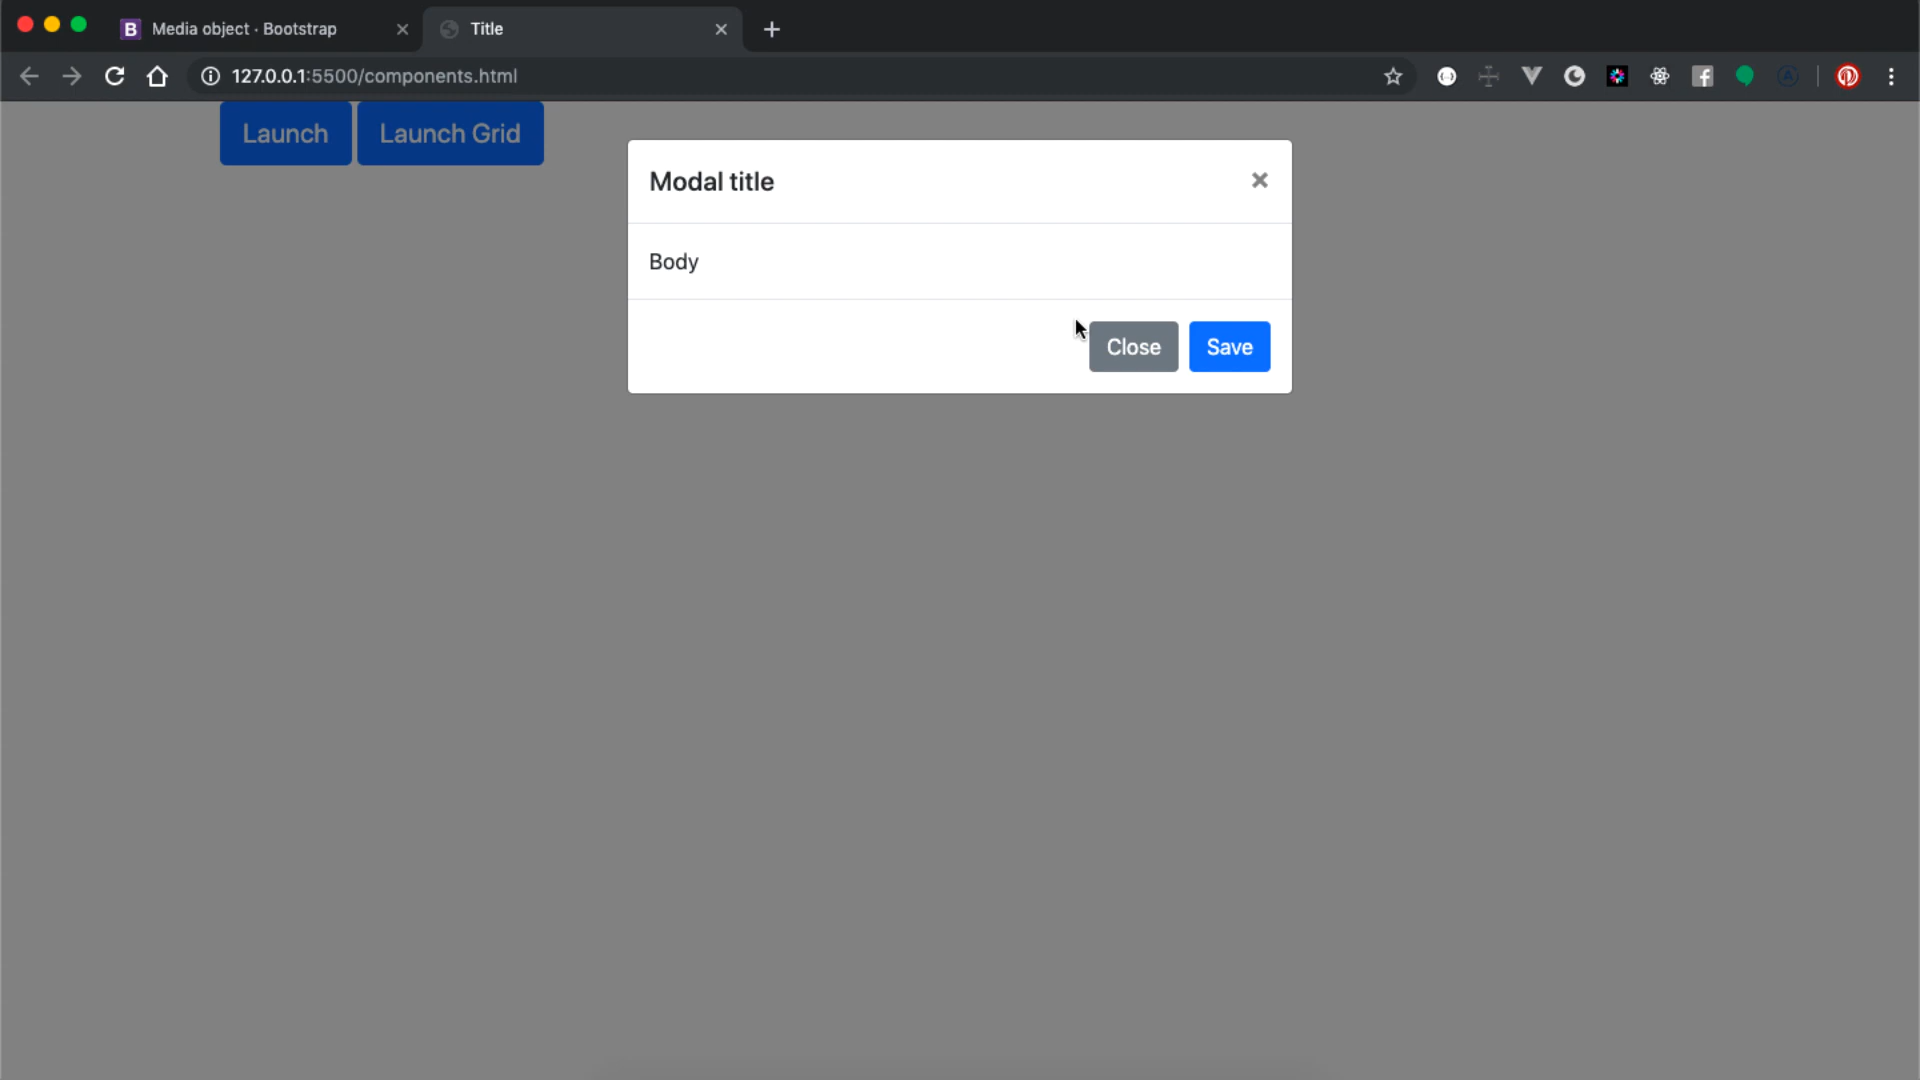 Media object · Bootstrap
Title
127.0.0.1:5500/components.html
Launch
Launch Grid
Modal title
Body
Close
Save